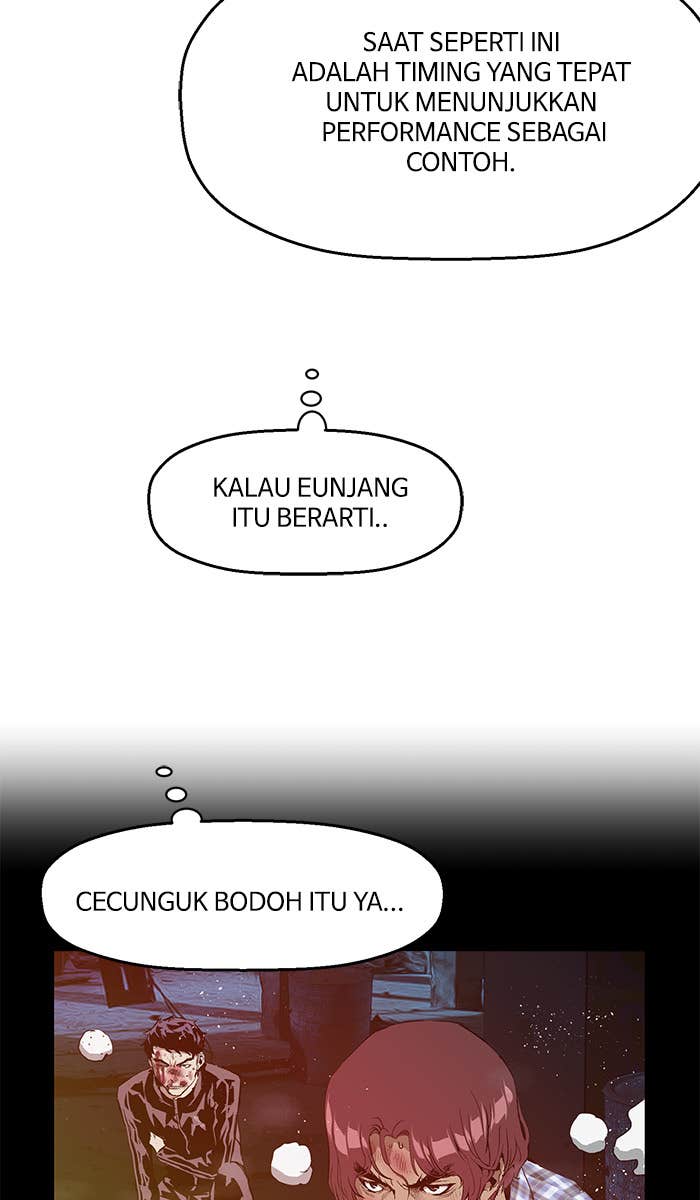 SAAT SEPERTI INI
ADALAH TIMING YANG TEPAT
UNTUK MENUNJUKKAN
PERFORMANCE SEBAGAI
CONTOH.
KALAU EUNJANG
ITU BERARTI..
CECUNGUK BODOH ITU YA...